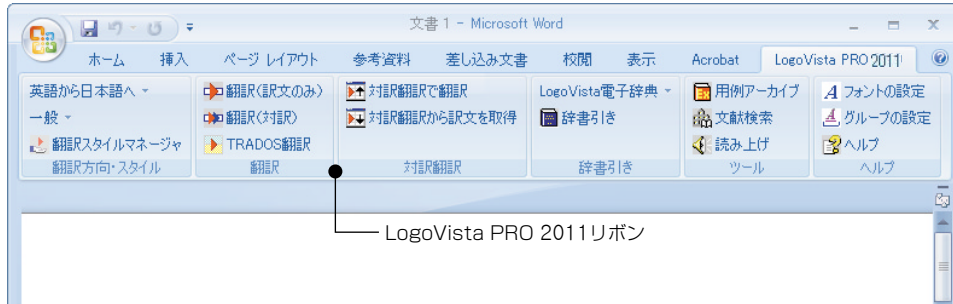 文書 1 - Microsoft Word
ホーム 挿入 ページ レイアウト 参考資料 差し込み文書 校閲 表示 Acrobat LogoVista PRO 2011
英語から日本語へ 翻訳(訳文のみ) 対訳翻訳で翻訳 LogoVista電子辞典 用例アーカイブ フォントの設定
一般 翻訳(対訳) 対訳翻訳から訳文を取得 辞書引き 文献検索 グループの設定
翻訳スタイルマネージャ TRADOS翻訳 読み上げ ヘルプ
翻訳方向・スタイル 翻訳 対訳翻訳 辞書引き ツール ヘルプ
LogoVista PRO 2011リボン